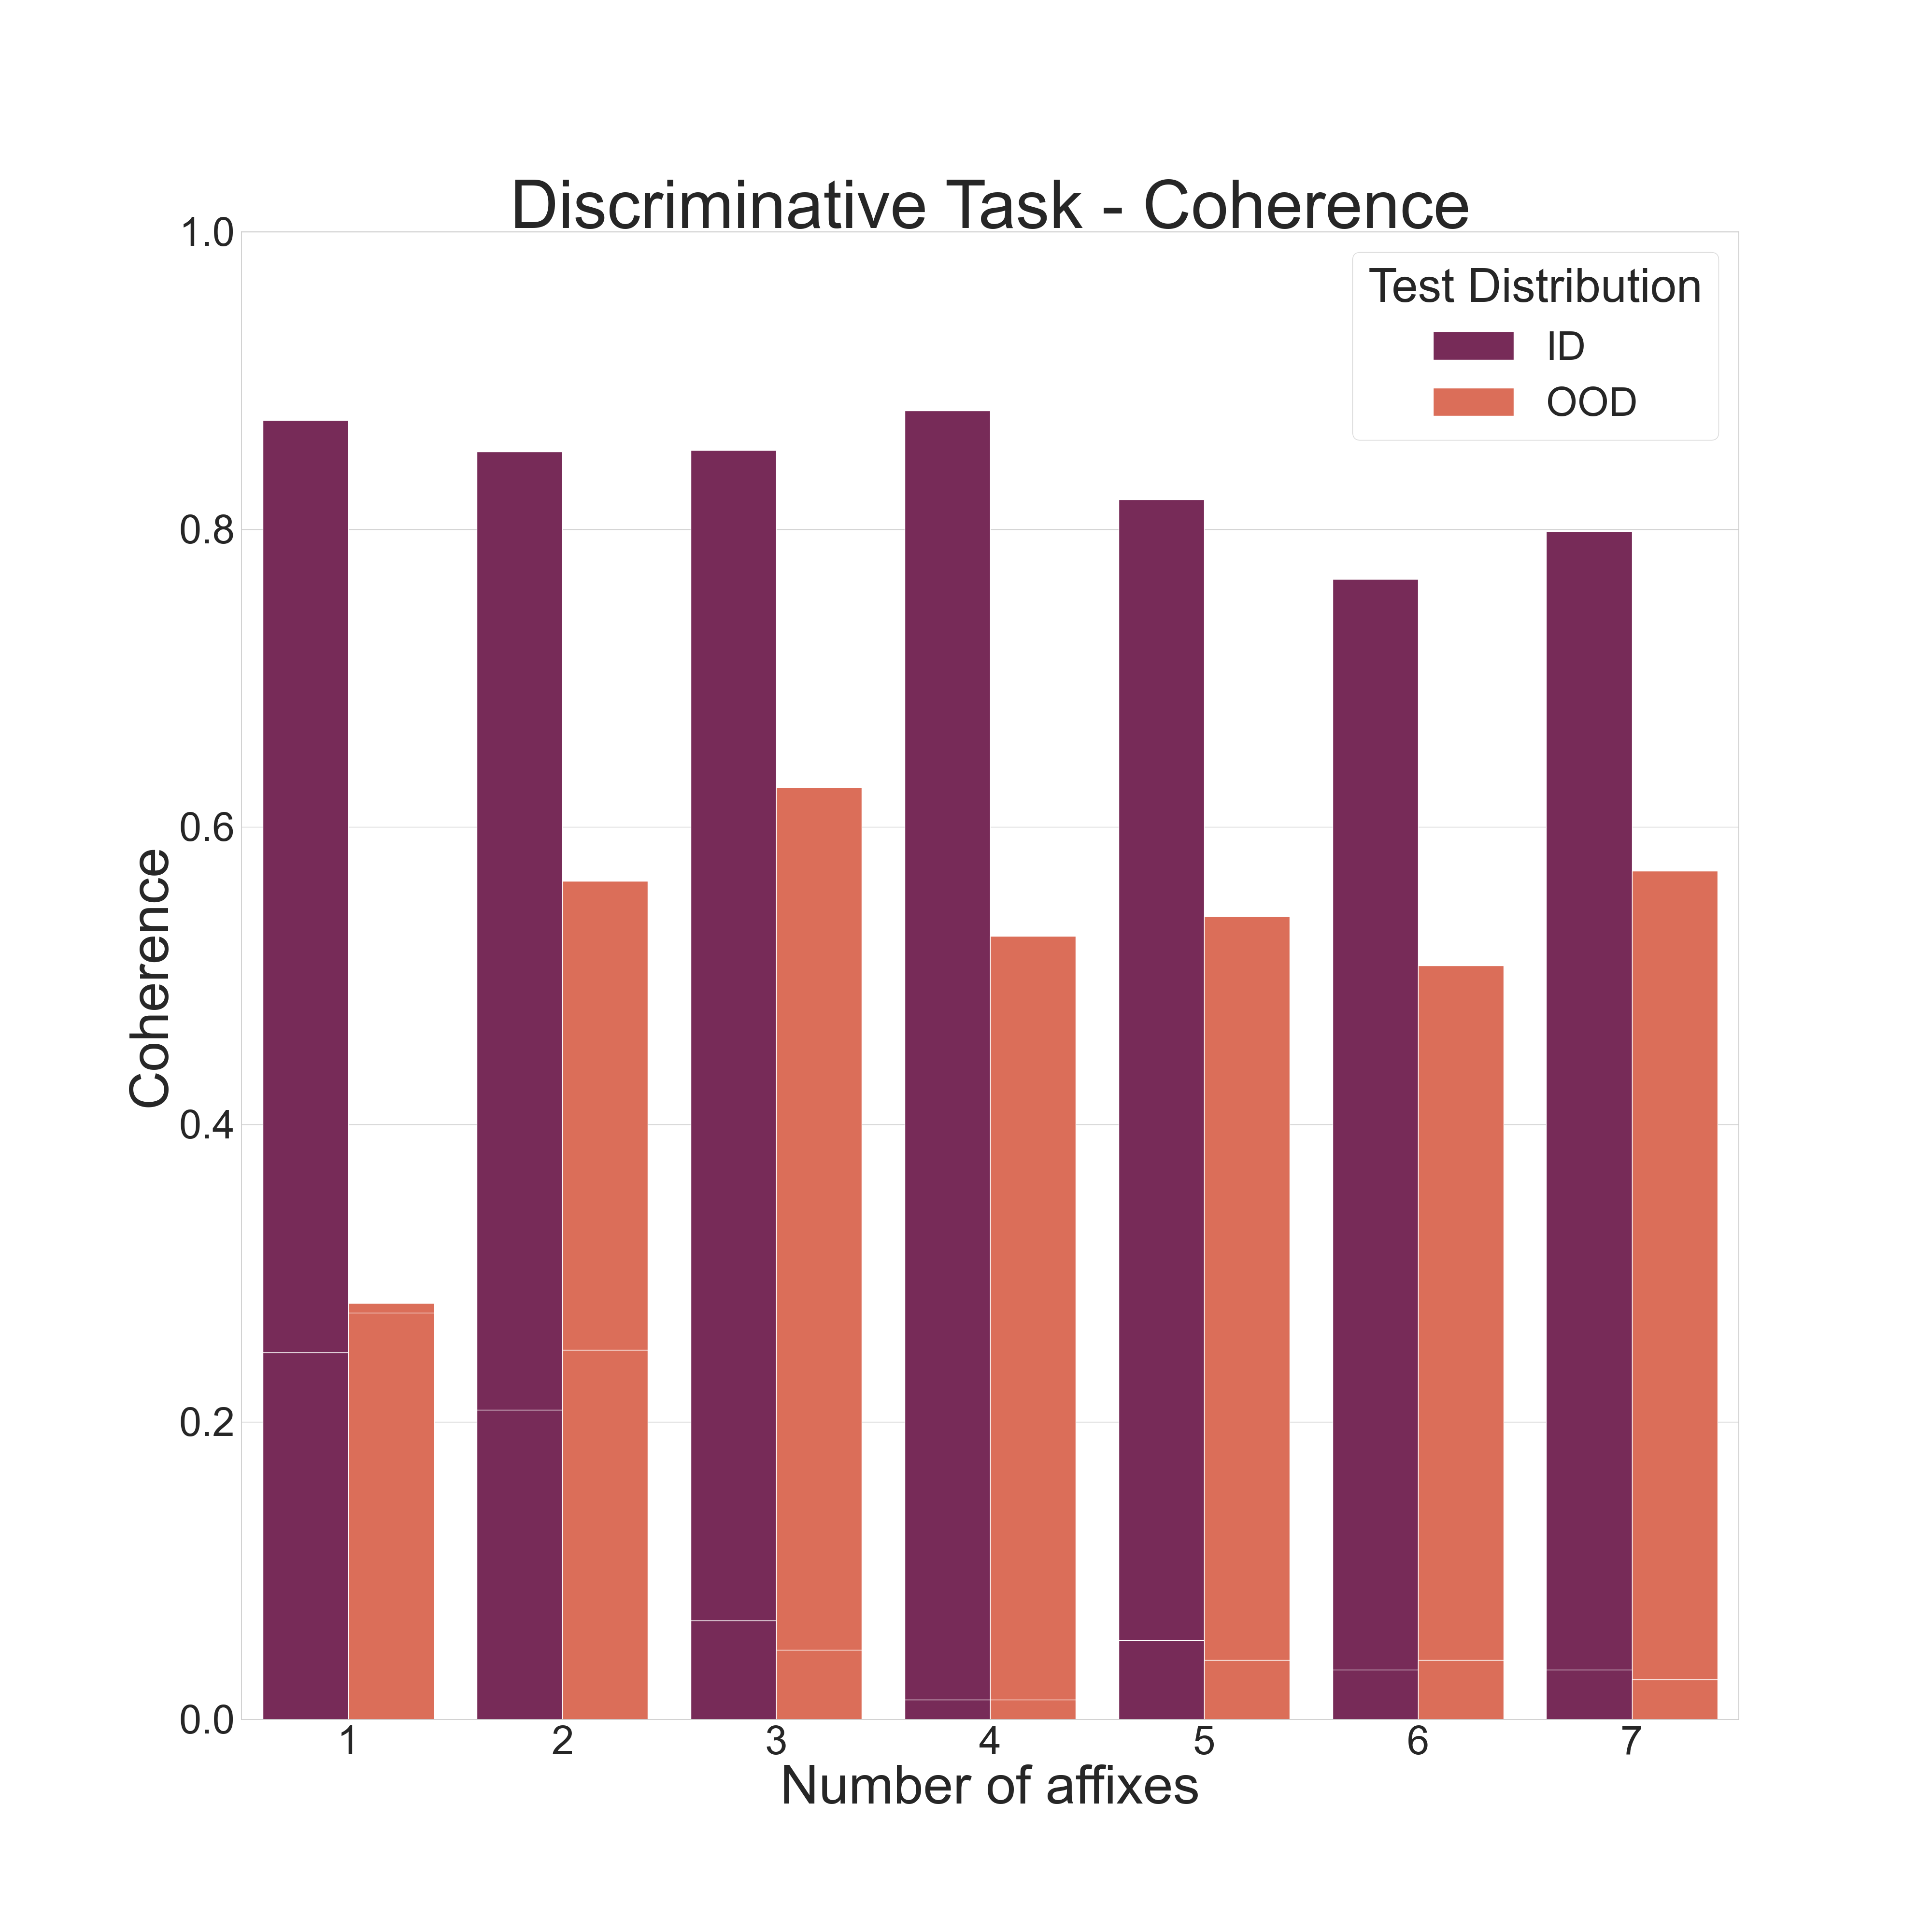 Discriminative Task - Coherence
1.0
Test Distribution
ID
OOD
0.8
0.6
0.4
0.2
0.0
Coherence
1 2 3 4 5 6 7
Number of affixes